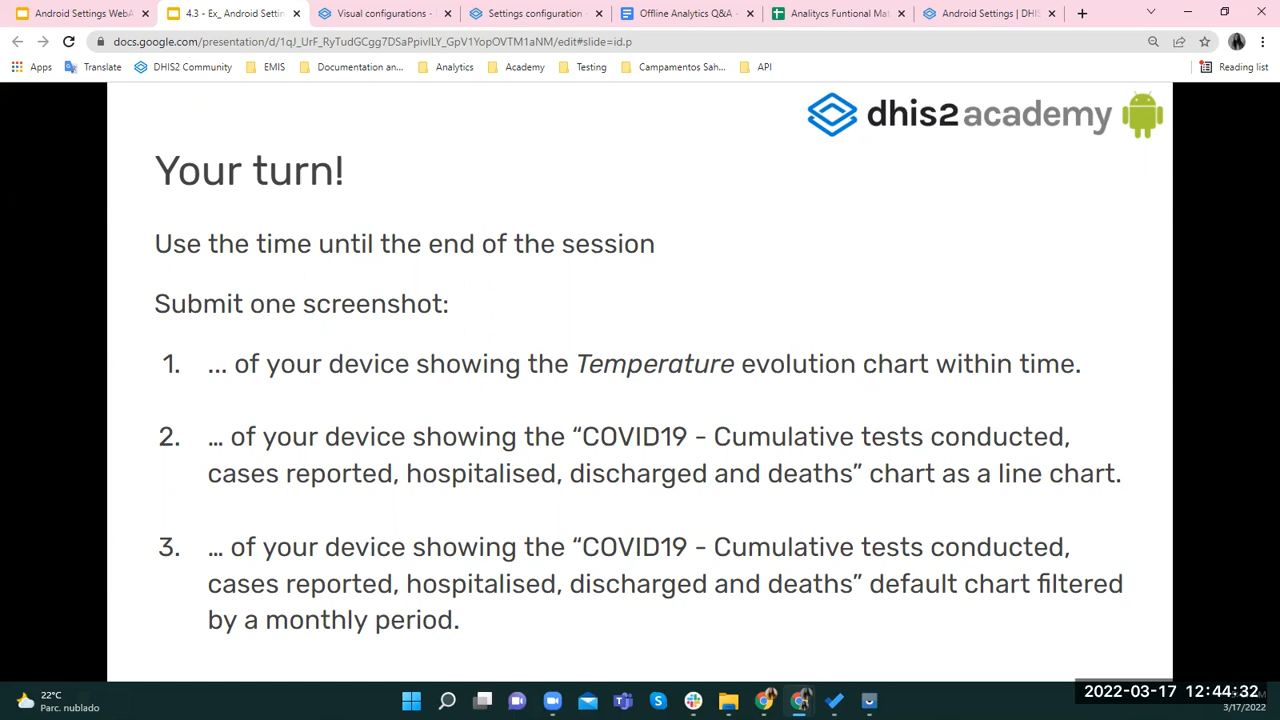 Android Settings WebA
4.3 - Ex_ Android Settin
Visual configurations -
Settings configuration
Offline Analytics Q&A -
Analitycs Funtional Mat
Android Settings | DHIS
docs.google.com/presentation/d/1qJ_UrF_RyTudGCgg7DSaPpivlLY_GpV1YopOVTM1aNM/edit#slide=id.p
Apps
Translate
DHIS2 Community
EMIS
Documentation an...
Analytics
Academy
Testing
Campamentos Sah...
API
Reading list
dhis2 academy
Your turn!
Use the time until the end of the session
Submit one screenshot:
1. ... of your device showing the Temperature evolution chart within time.
2. … of your device showing the “COVID19 - Cumulative tests conducted,
cases reported, hospitalised, discharged and deaths” chart as a line chart.
3. … of your device showing the “COVID19 - Cumulative tests conducted,
cases reported, hospitalised, discharged and deaths” default chart filtered
by a monthly period.
22°C
Parc. nublado
2022-03-17 12:44:32
3/17/2022